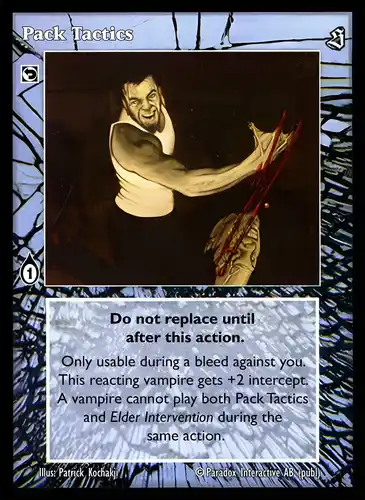 Pack Tactics
1
Do not replace until
after this action.
Only usable during a bleed against you.
This reacting vampire gets +2 intercept.
A vampire cannot play both Pack Tactics
and Elder Intervention during the
same action.
Illus: Patrick Kochakji © Paradox Interactive AB, (publ)